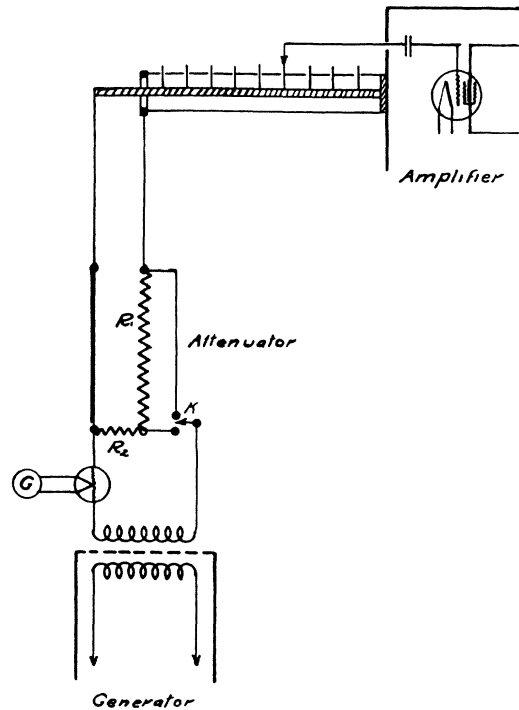 Amplifier
R₁
Attenuator
K
R₂
G
Generator